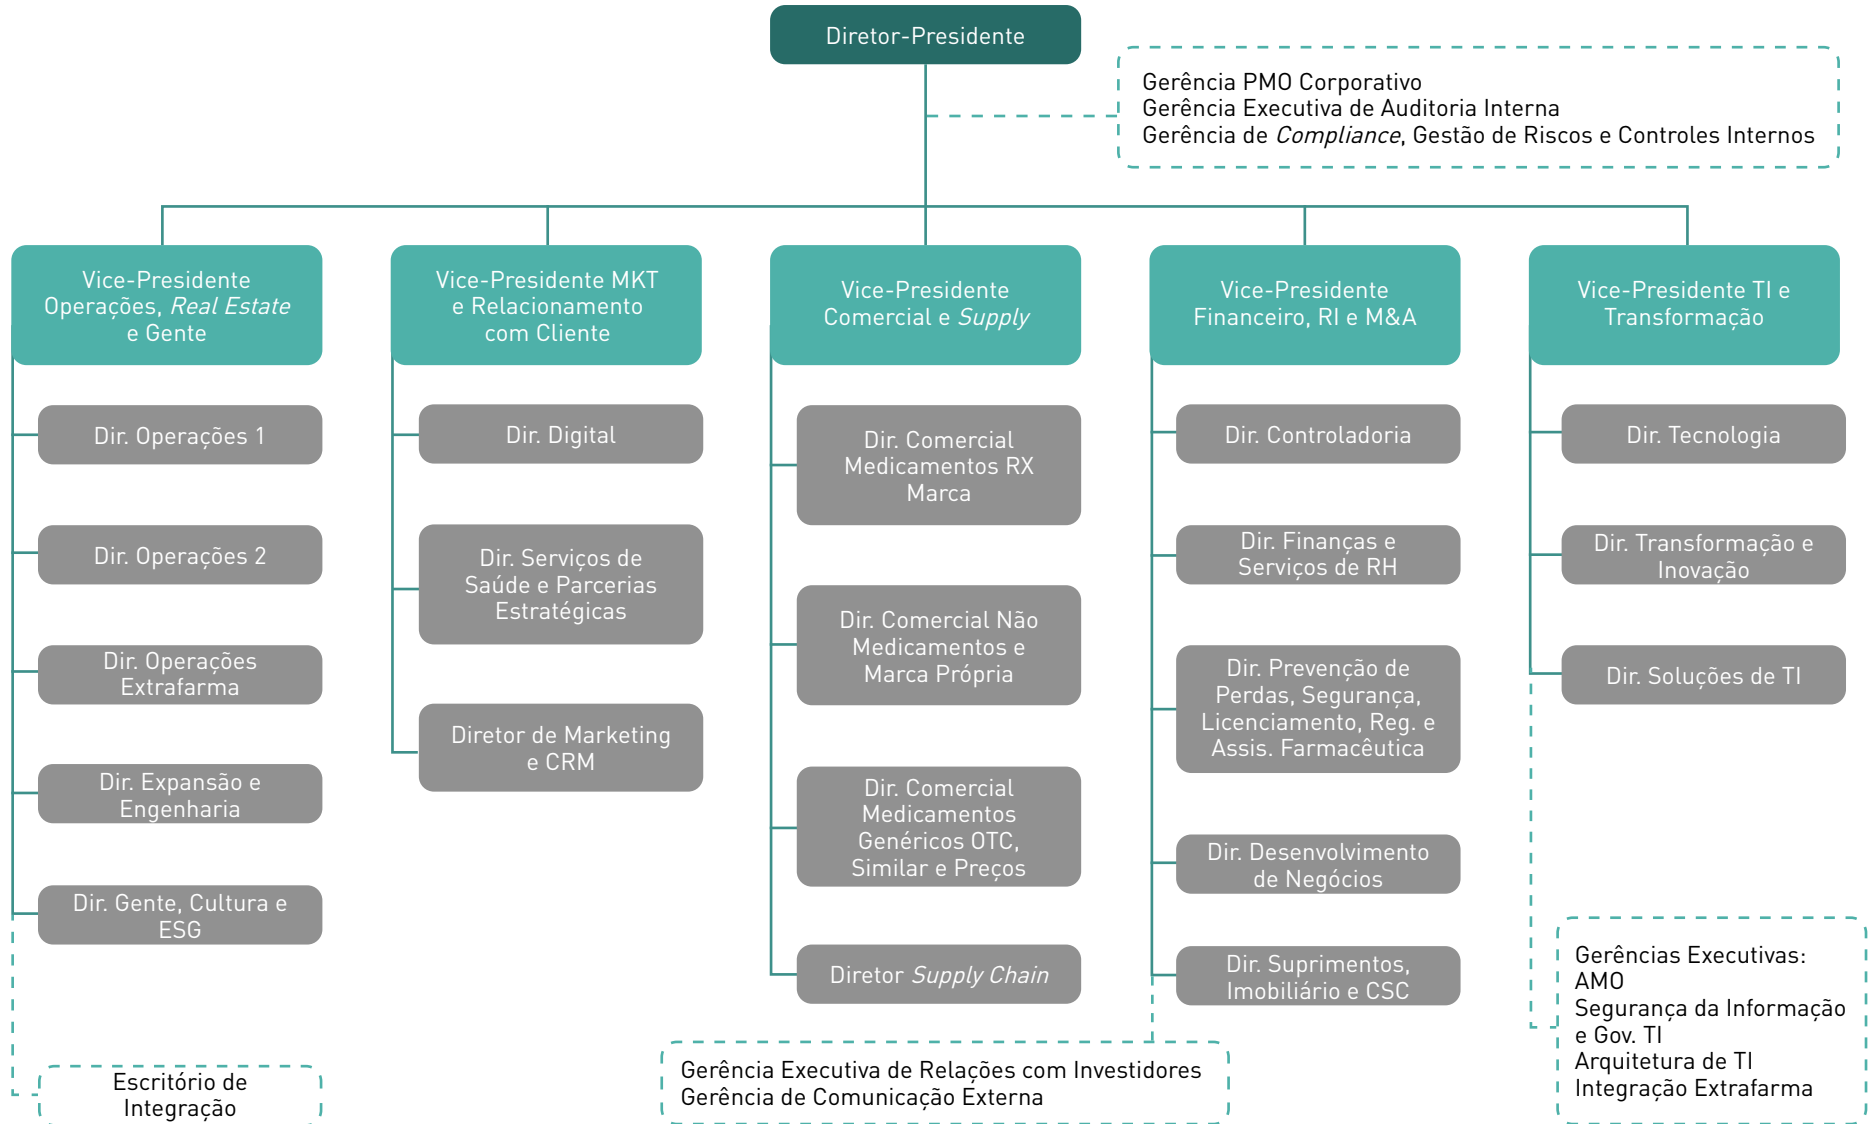 Diretor-Presidente
Gerência PMO Corporativo
Gerência Executiva de Auditoria Interna
Gerência de Compliance, Gestão de Riscos e Controles Internos
Vice-Presidente
Operações, Real Estate
e Gente
Dir. Operações 1
Dir. Operações 2
Dir. Operações
Extrafarma
Dir. Expansão e
Engenharia
Dir. Gente, Cultura e
ESG
Escritório de
Integração
Vice-Presidente MKT
e Relacionamento
com Cliente
Dir. Digital
Dir. Serviços de
Saúde e Parcerias
Estratégicas
Diretor de Marketing
e CRM
Vice-Presidente
Comercial e Supply
Dir. Comercial
Medicamentos RX
Marca
Dir. Comercial Não
Medicamentos e
Marca Própria
Dir. Comercial
Medicamentos
Genéricos OTC,
Similar e Preços
Diretor Supply Chain
Vice-Presidente
Financeiro, RI e M&A
Dir. Controladoria
Dir. Finanças e
Serviços de RH
Dir. Prevenção de
Perdas, Segurança,
Licenciamento, Reg. e
Assis. Farmacêutica
Dir. Desenvolvimento
de Negócios
Dir. Suprimentos,
Imobiliário e CSC
Gerência Executiva de Relações com Investidores
Gerência de Comunicação Externa
Vice-Presidente TI e
Transformação
Dir. Tecnologia
Dir. Transformação e
Inovação
Dir. Soluções de TI
Gerências Executivas:
AMO
Segurança da Informação
e Gov. TI
Arquitetura de TI
Integração Extrafarma